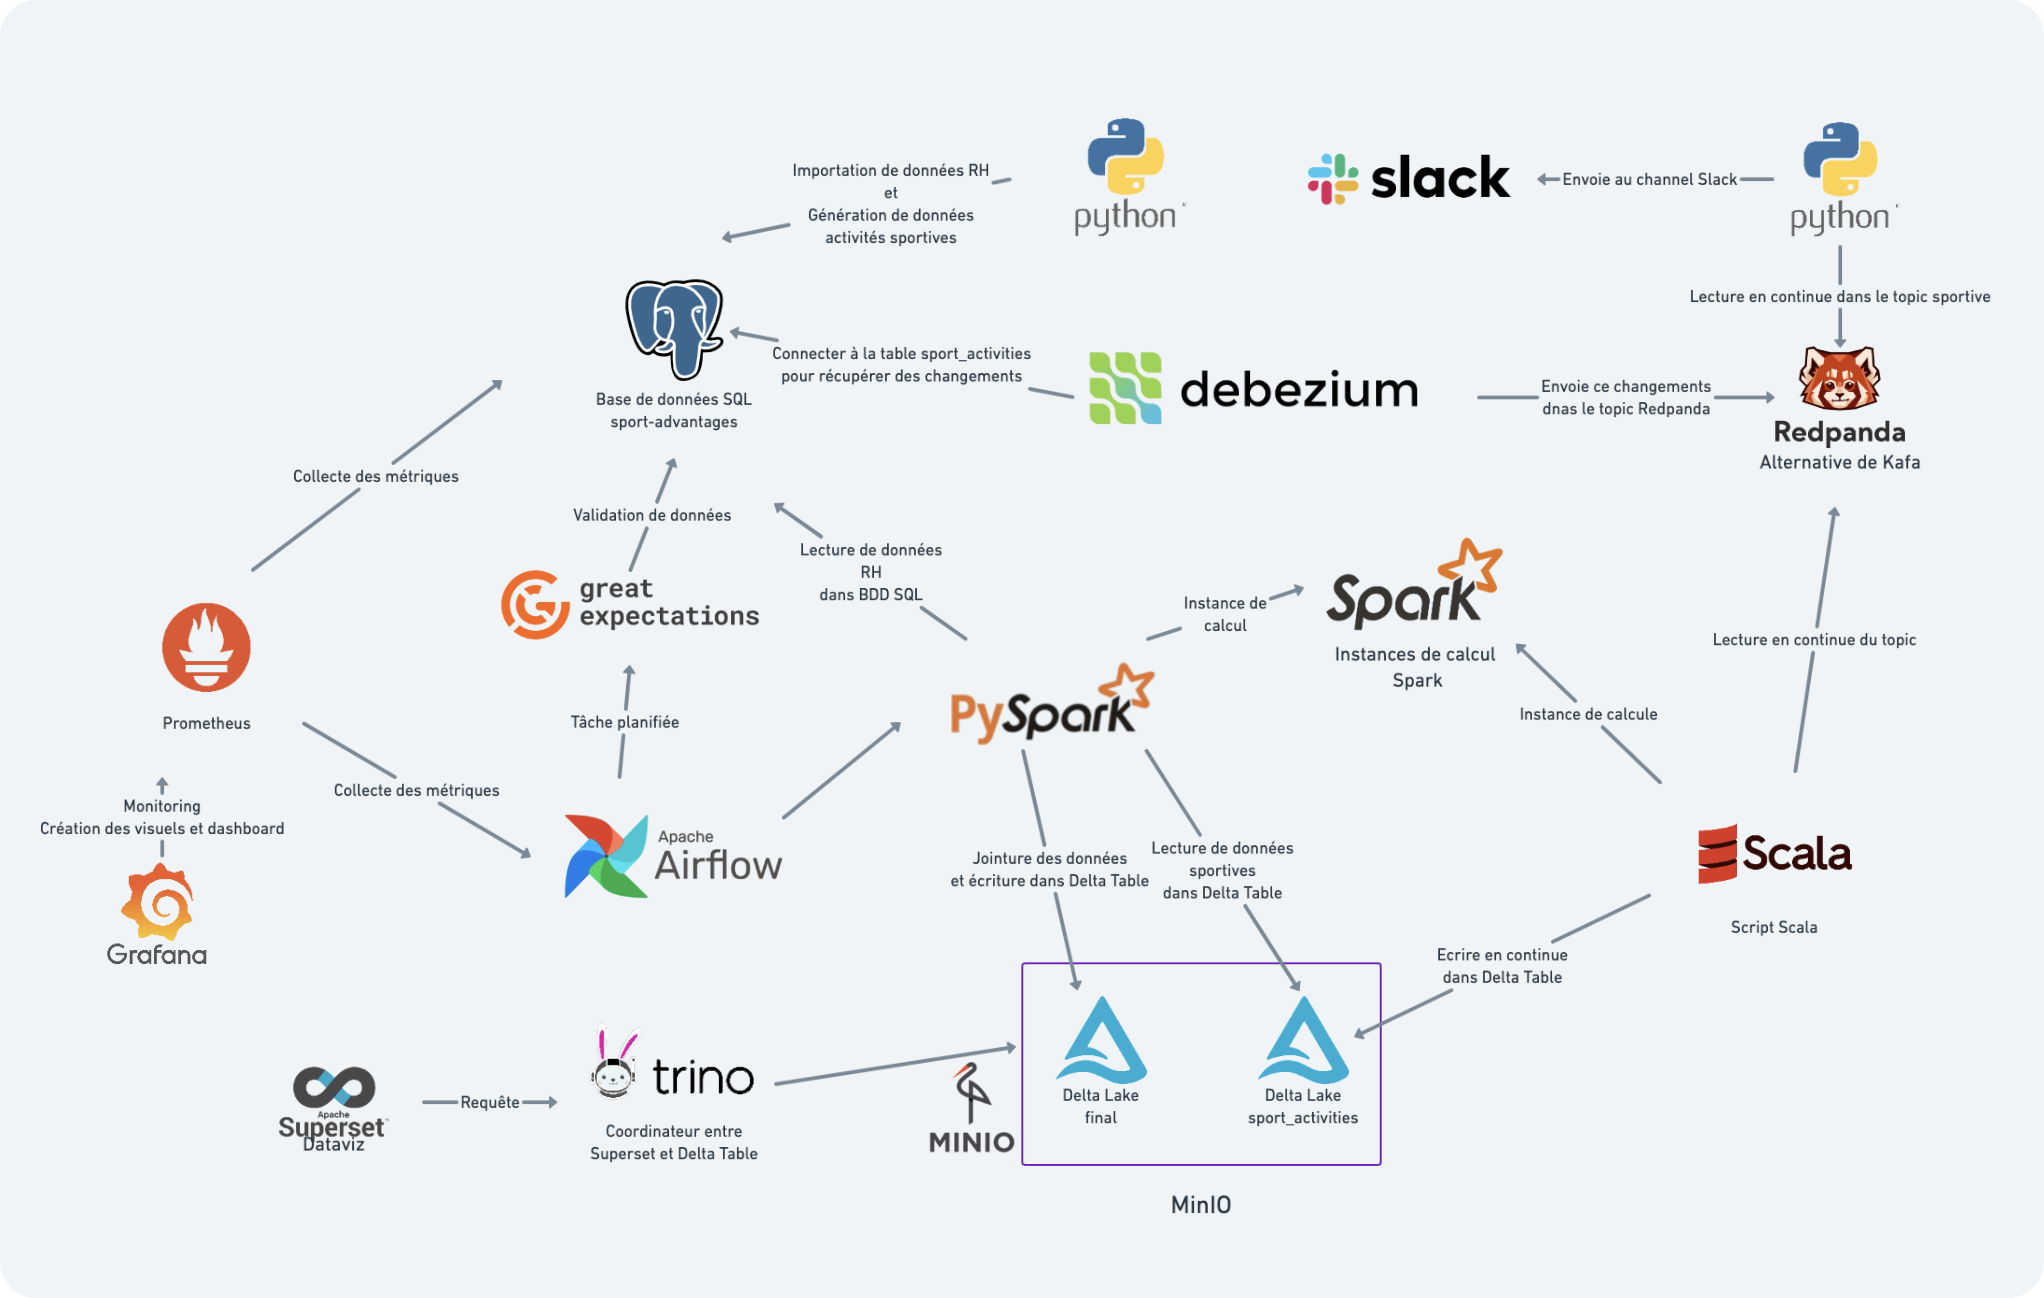 Importation de données RH
et
Génération de données
activités sportives
python
slack
Envoie au channel Slack
python
Lecture en continue dans le topic sportive
Base de données SQL
sport-advantages
Connecter à la table sport_activities
pour récupérer des changements
debezium
Envoie ce changements
dnas le topic Redpanda
Redpanda
Alternative de Kafa
Collecte des métriques
Validation de données
great
expectations
Lecture de données
RH
dans BDD SQL
Instance de
calcul
Spark
Instances de calcul
Spark
Lecture en continue du topic
Prometheus
Tâche planifiée
PySpark
Instance de calcule
Collecte des métriques
Monitoring
Création des visuels et dashboard
Grafana
Apache
Airflow
Jointure des données
et écriture dans Delta Table
Lecture de données
sportives
dans Delta Table
Scala
Script Scala
Ecrire en continue
dans Delta Table
Apache
Superset
Dataviz
Requête
trino
Coordinateur entre
Superset et Delta Table
MINIO
Delta Lake
final
Delta Lake
sport_activities
MinIO